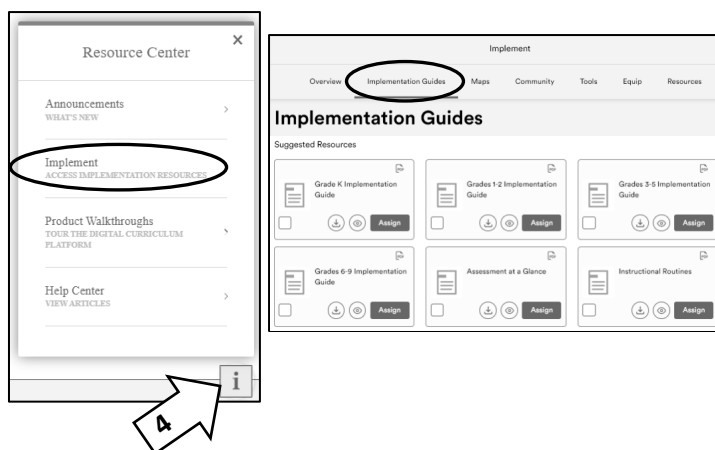 Resource Center
×
Announcements
WHAT'S NEW
Implement
ACCESS IMPLEMENTATION RESOURCES
Product Walkthroughs
TOUR THE DIGITAL CURRICULUM
PLATFORM
Help Center
VIEW ARTICLES
i
4
Implement
Overview Implementation Guides Maps Community Tools Equip Resources
Implementation Guides
Suggested Resources
Grade K Implementation
Guide
Assign
Grades 1-2 Implementation
Guide
Assign
Grades 3-5 Implementation
Guide
Assign
Grades 6-9 Implementation
Guide
Assign
Assessment at a Glance
Assign
Instructional Routines
Assign